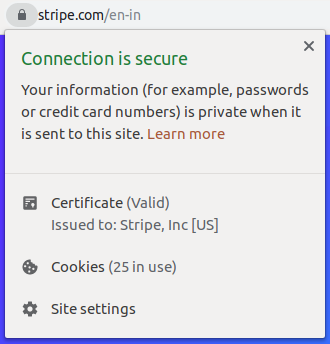 stripe.com/en-in
Connection is secure
Your information (for example, passwords
or credit card numbers) is private when it
is sent to this site. Learn more
Certificate (Valid)
Issued to: Stripe, Inc [US]
Cookies (25 in use)
Site settings